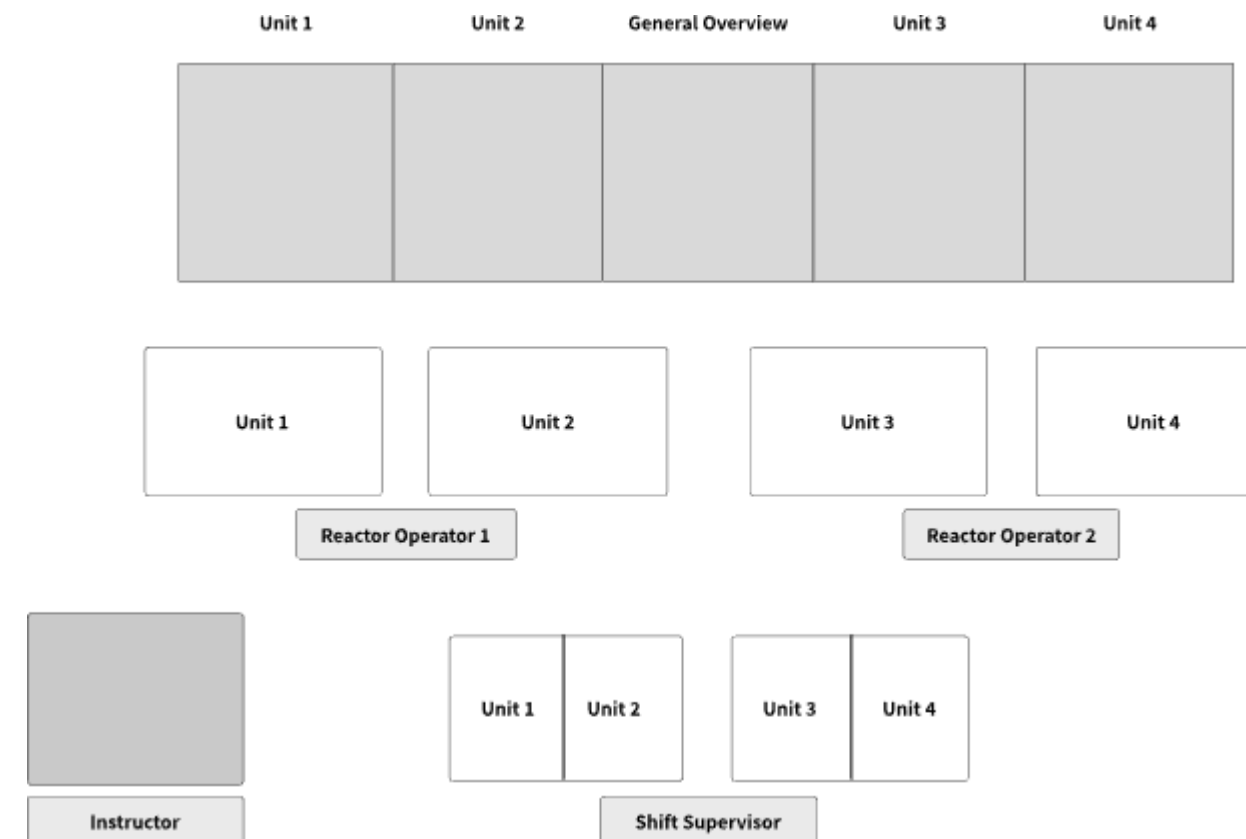 Unit 1
Unit 2
General Overview
Unit 3
Unit 4
Unit 1
Unit 2
Unit 3
Unit 4
Reactor Operator 1
Reactor Operator 2
Unit 1
Unit 2
Unit 3
Unit 4
Instructor
Shift Supervisor